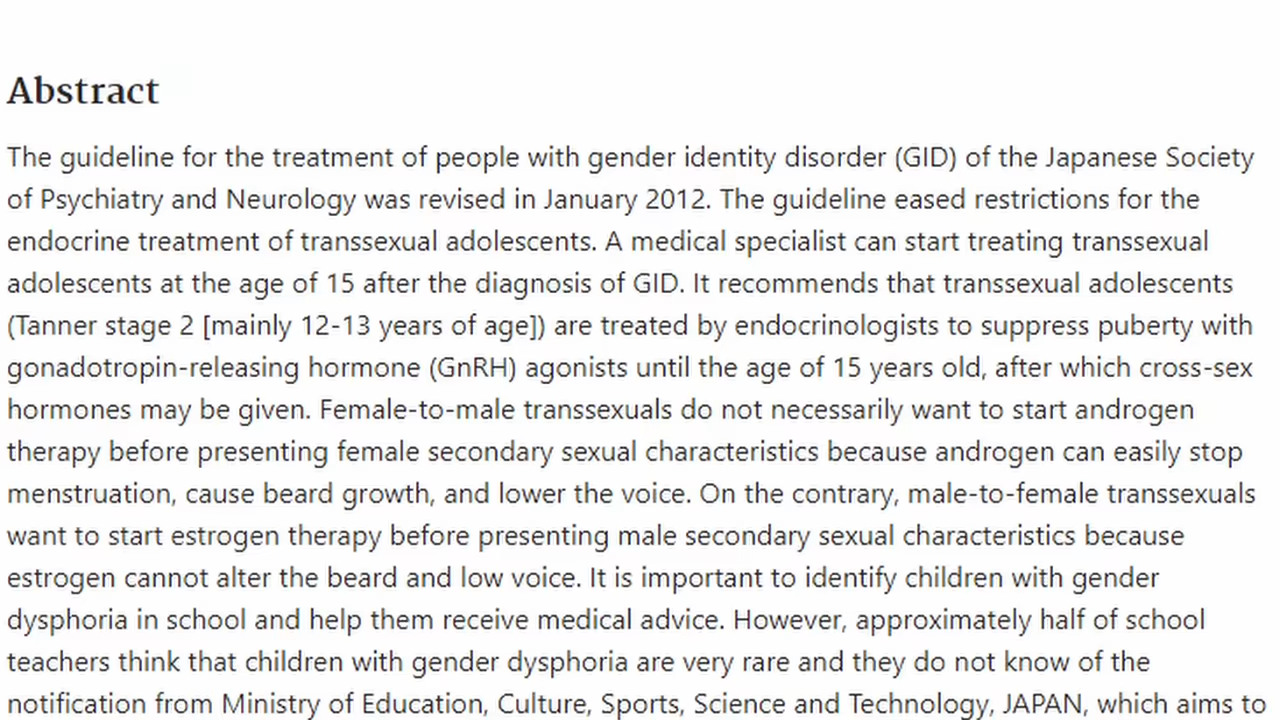 Abstract
The guideline for the treatment of people with gender identity disorder (GID) of the Japanese Society
of Psychiatry and Neurology was revised in January 2012. The guideline eased restrictions for the
endocrine treatment of transsexual adolescents. A medical specialist can start treating transsexual
adolescents at the age of 15 after the diagnosis of GID. It recommends that transsexual adolescents
(Tanner stage 2 [mainly 12-13 years of age]) are treated by endocrinologists to suppress puberty with
gonadotropin-releasing hormone (GnRH) agonists until the age of 15 years old, after which cross-sex
hormones may be given. Female-to-male transsexuals do not necessarily want to start androgen
therapy before presenting female secondary sexual characteristics because androgen can easily stop
menstruation, cause beard growth, and lower the voice. On the contrary, male-to-female transsexuals
want to start estrogen therapy before presenting male secondary sexual characteristics because
estrogen cannot alter the beard and low voice. It is important to identify children with gender
dysphoria in school and help them receive medical advice. However, approximately half of school
teachers think that children with gender dysphoria are very rare and they do not know of the
notification from Ministry of Education, Culture, Sports, Science and Technology, JAPAN, which aims to